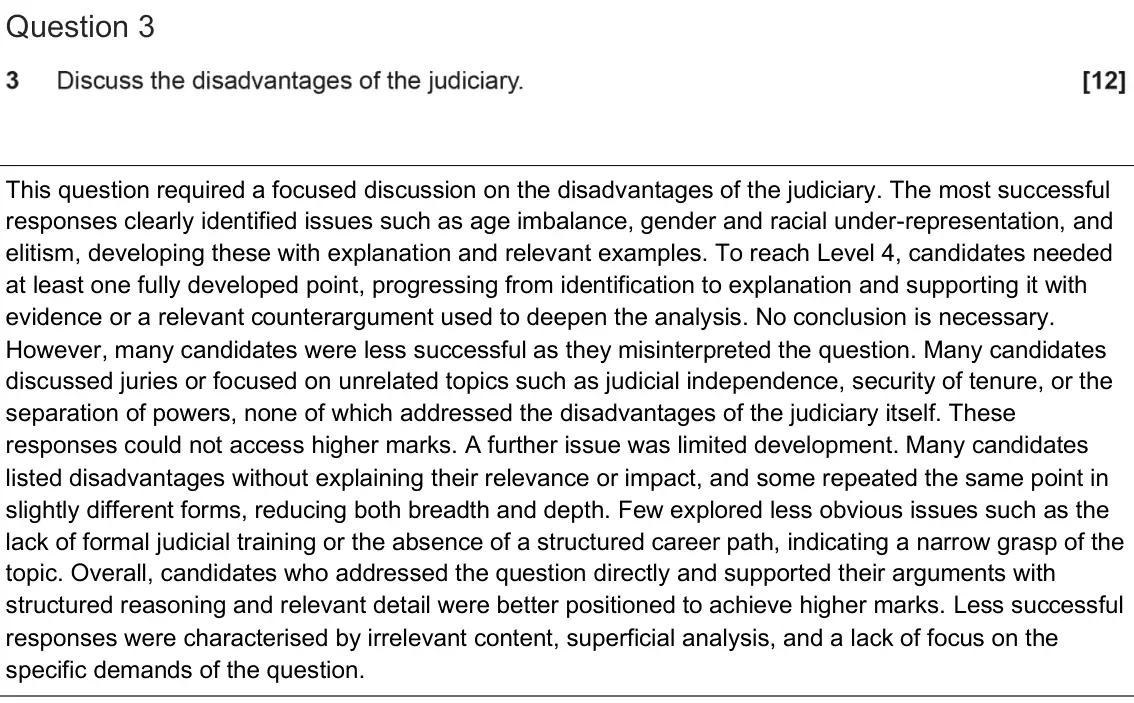 Question 3
3 Discuss the disadvantages of the judiciary. [12]
This question required a focused discussion on the disadvantages of the judiciary. The most successful
responses clearly identified issues such as age imbalance, gender and racial under-representation, and
elitism, developing these with explanation and relevant examples. To reach Level 4, candidates needed
at least one fully developed point, progressing from identification to explanation and supporting it with
evidence or a relevant counterargument used to deepen the analysis. No conclusion is necessary.
However, many candidates were less successful as they misinterpreted the question. Many candidates
discussed juries or focused on unrelated topics such as judicial independence, security of tenure, or the
separation of powers, none of which addressed the disadvantages of the judiciary itself. These
responses could not access higher marks. A further issue was limited development. Many candidates
listed disadvantages without explaining their relevance or impact, and some repeated the same point in
slightly different forms, reducing both breadth and depth. Few explored less obvious issues such as the
lack of formal judicial training or the absence of a structured career path, indicating a narrow grasp of the
topic. Overall, candidates who addressed the question directly and supported their arguments with
structured reasoning and relevant detail were better positioned to achieve higher marks. Less successful
responses were characterised by irrelevant content, superficial analysis, and a lack of focus on the
specific demands of the question.